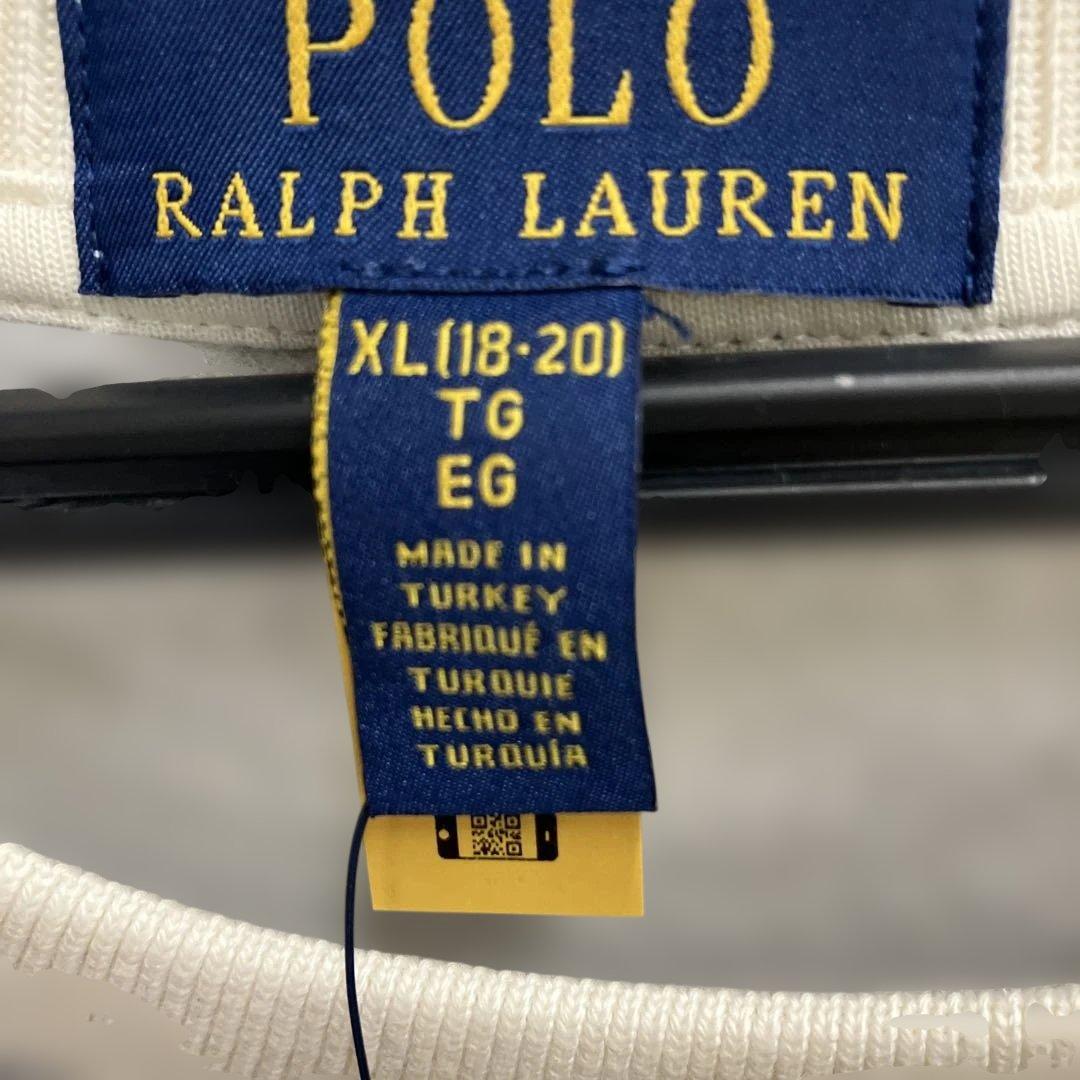 POLO
RALPH LAUREN
XL(18-20)
TG
EG
MADE IN
TURKEY
FABRIQUÉ EN
TURQUIE
HECHO EN
TURQUÍA